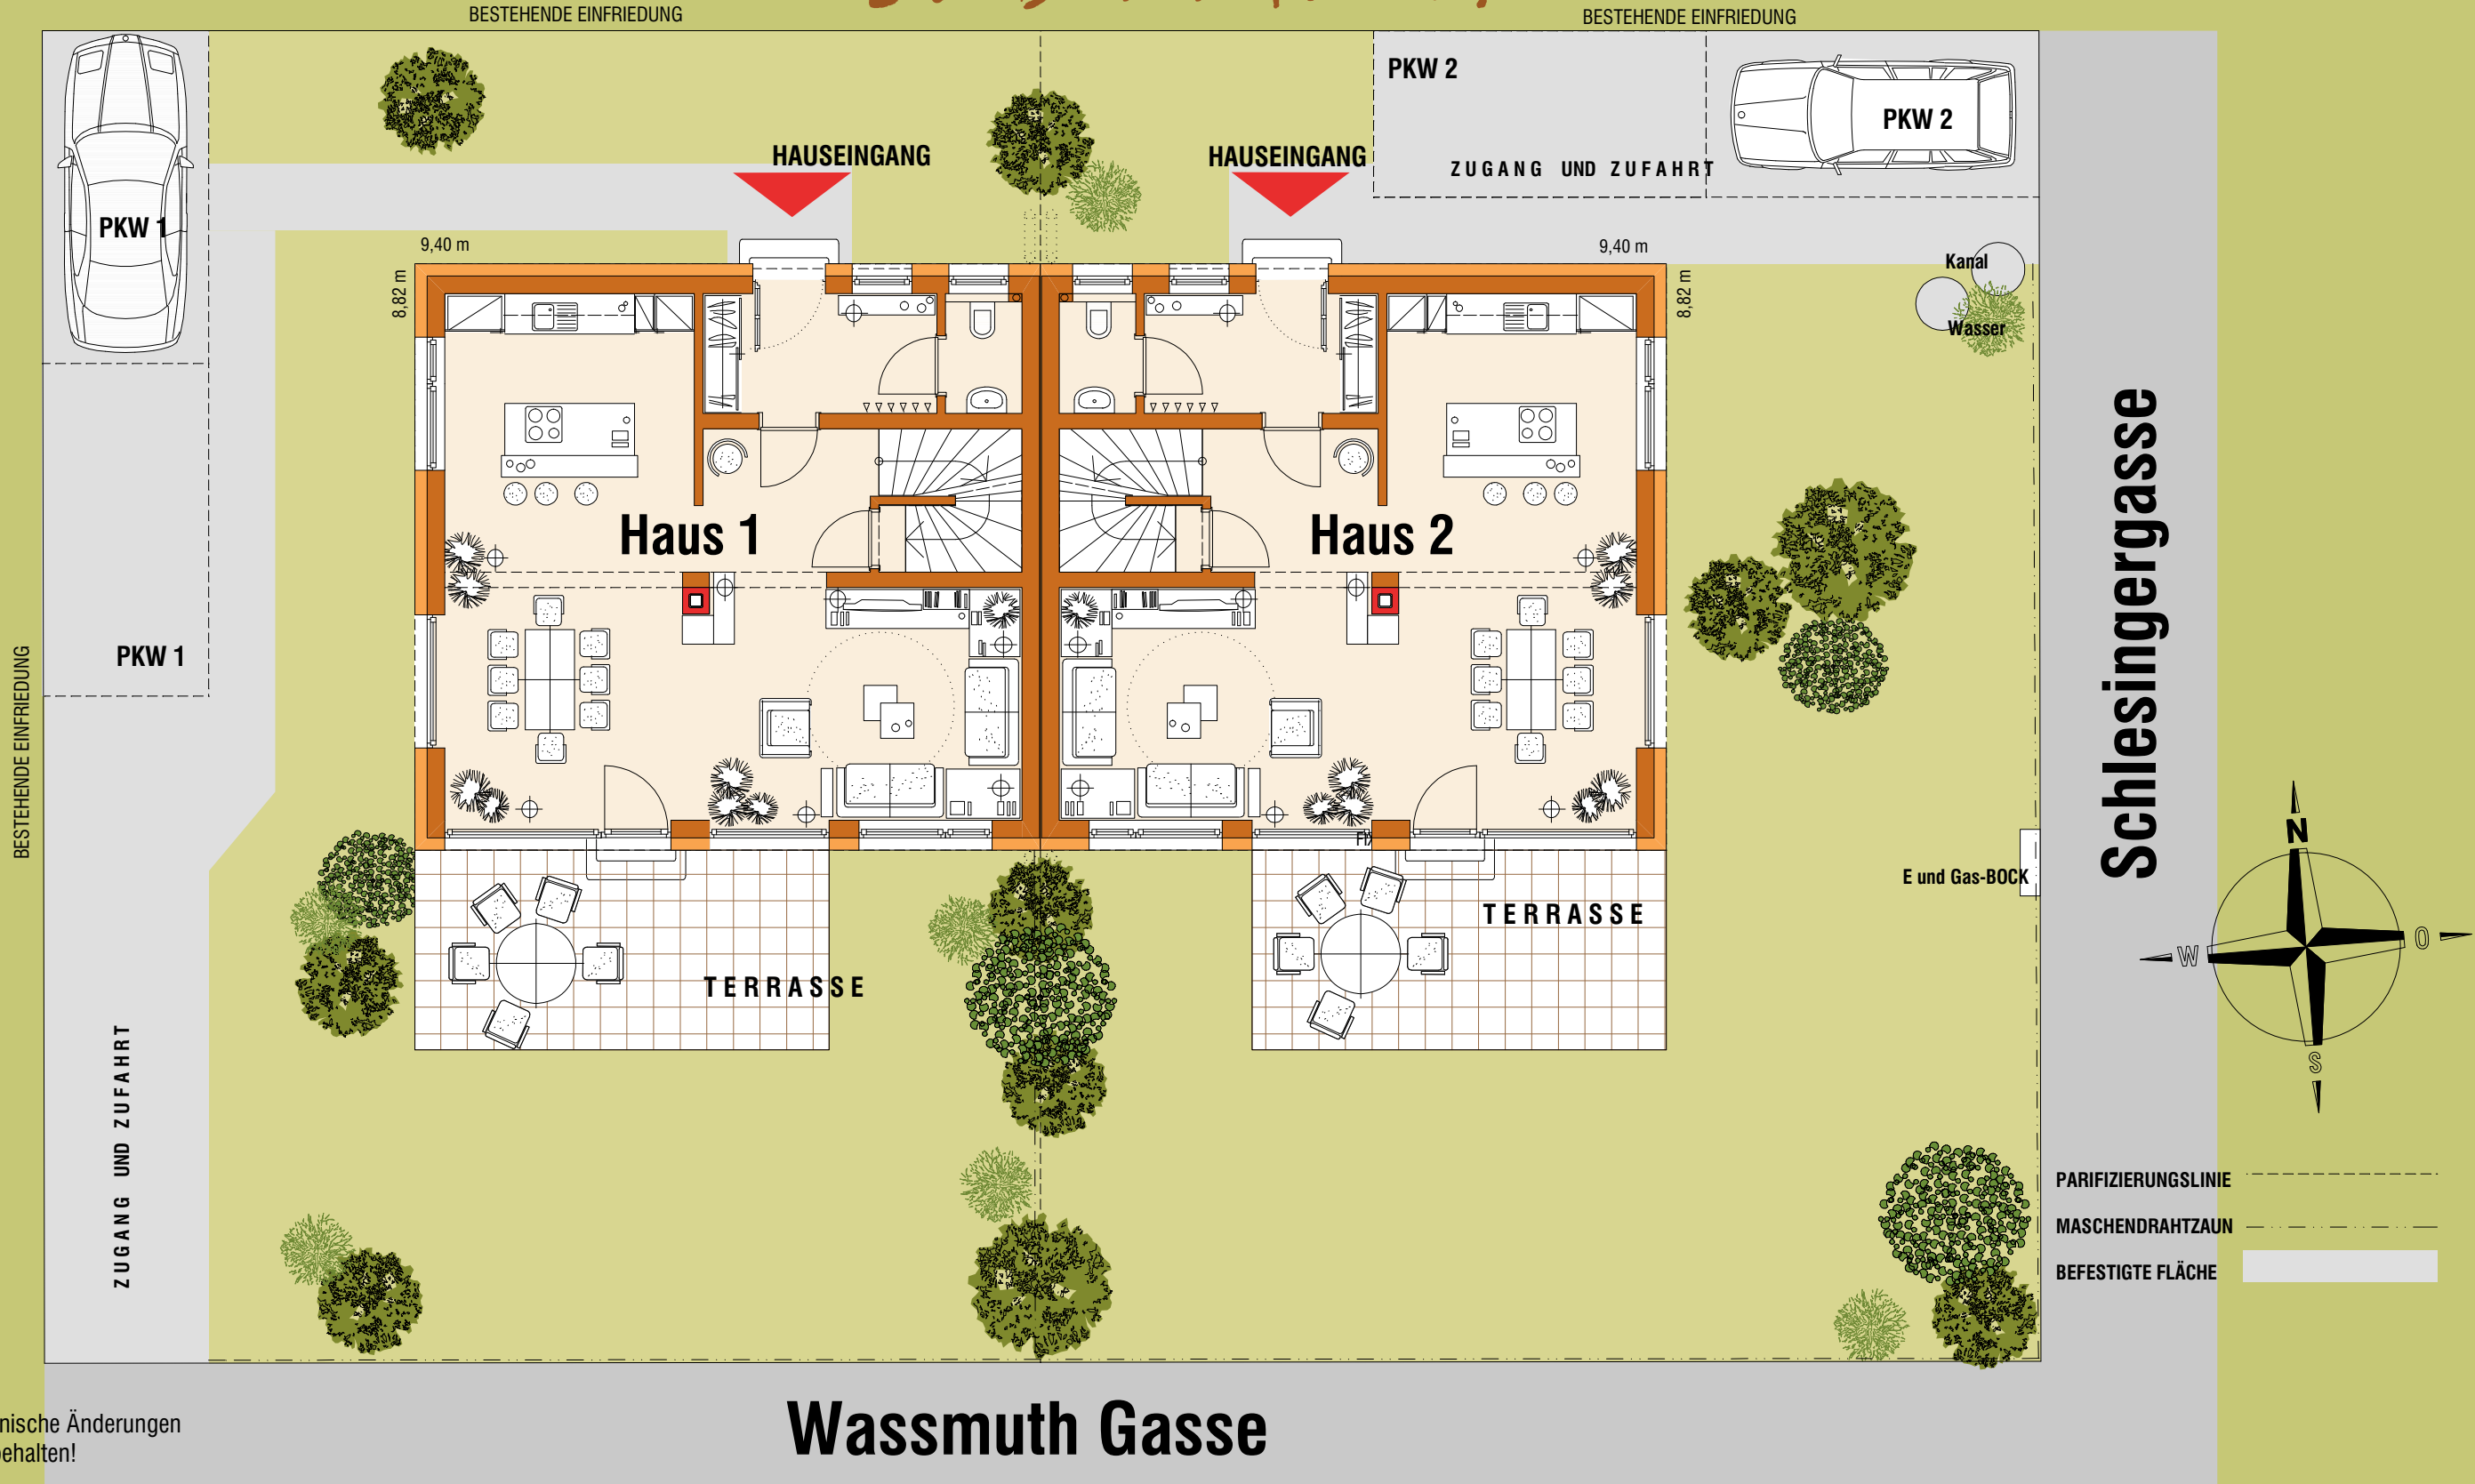 BESTEHENDE EINFRIEDUNG
BESTEHENDE EINFRIEDUNG
PKW 2
PKW 2
HAUSEINGANG
HAUSEINGANG
ZUGANG UND ZUFAHRT
PKW 1
9,40 m
9,40 m
8,82 m
8,82 m
Kanal
Wasser
Haus 1
Haus 2
Schlesingergasse
PKW 1
BESTEHENDE EINFRIEDUNG
N
E und Gas-BOCK
TERRASSE
TERRASSE
W
O
S
ZUGANG UND ZUFAHRT
PARIFIZIERUNGSLINIE
MASCHENDRAHTZAUN
BEFESTIGTE FLÄCHE
Wassmuth Gasse
nische Änderungen
ehalten!